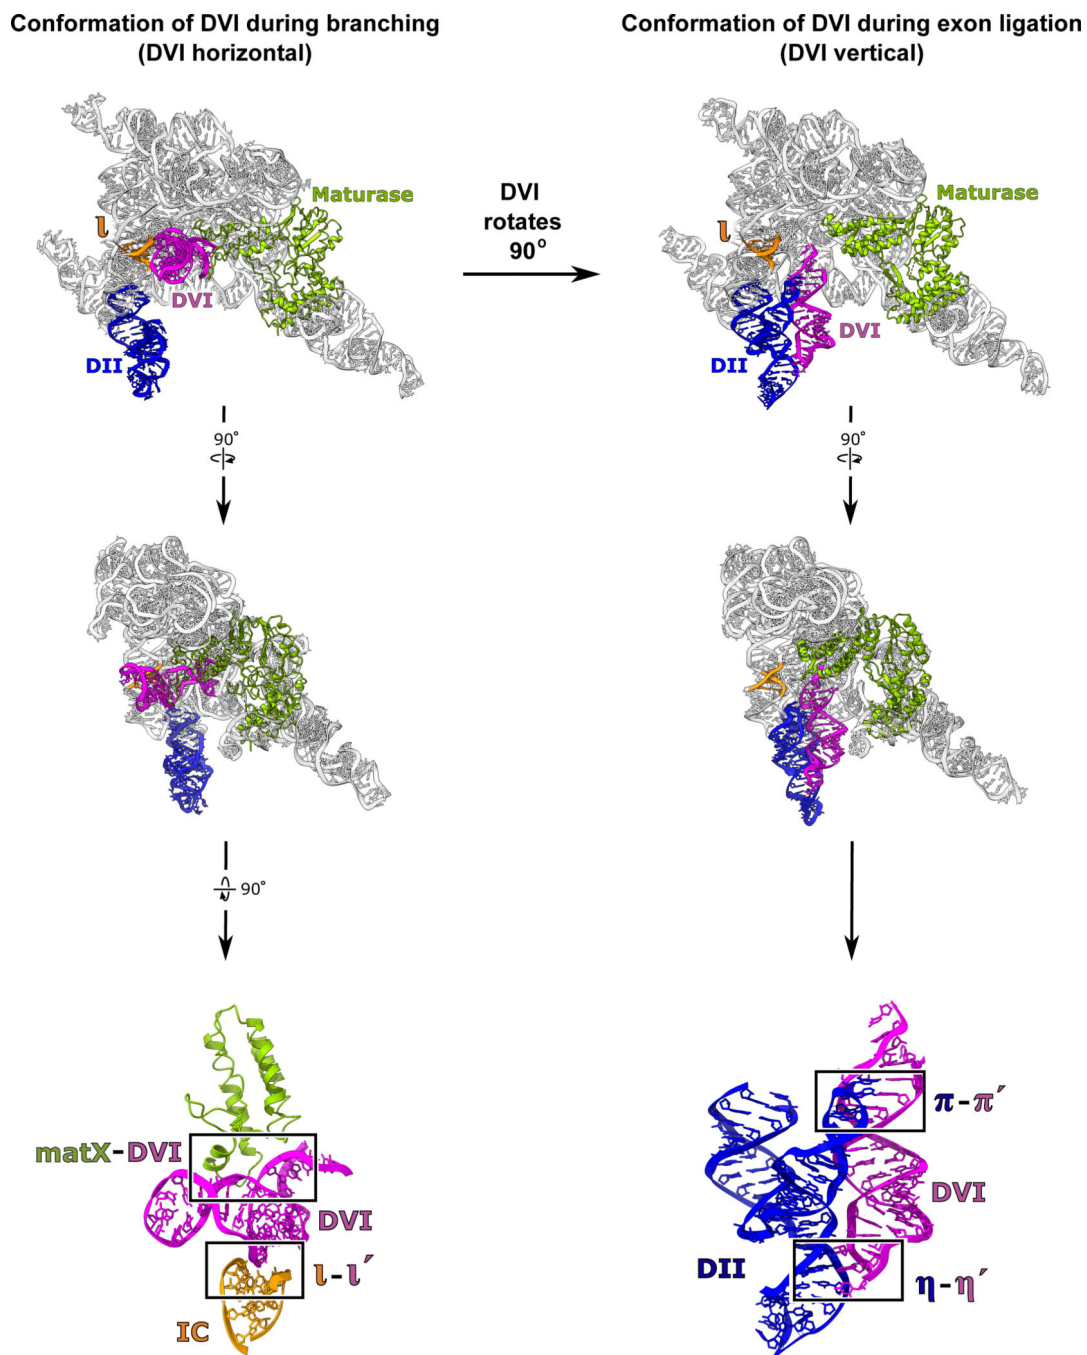 Conformation of DVI during branching
(DVI horizontal)
Conformation of DVI during exon ligation
(DVI vertical)
Maturase
ι
DVI
DII
DVI
rotates
90°
Maturase
ι
DVI
DII
90°
90°
90°
matX-DVI
DVI
ι-ι´
IC
π-π´
DVI
DII
η-η´